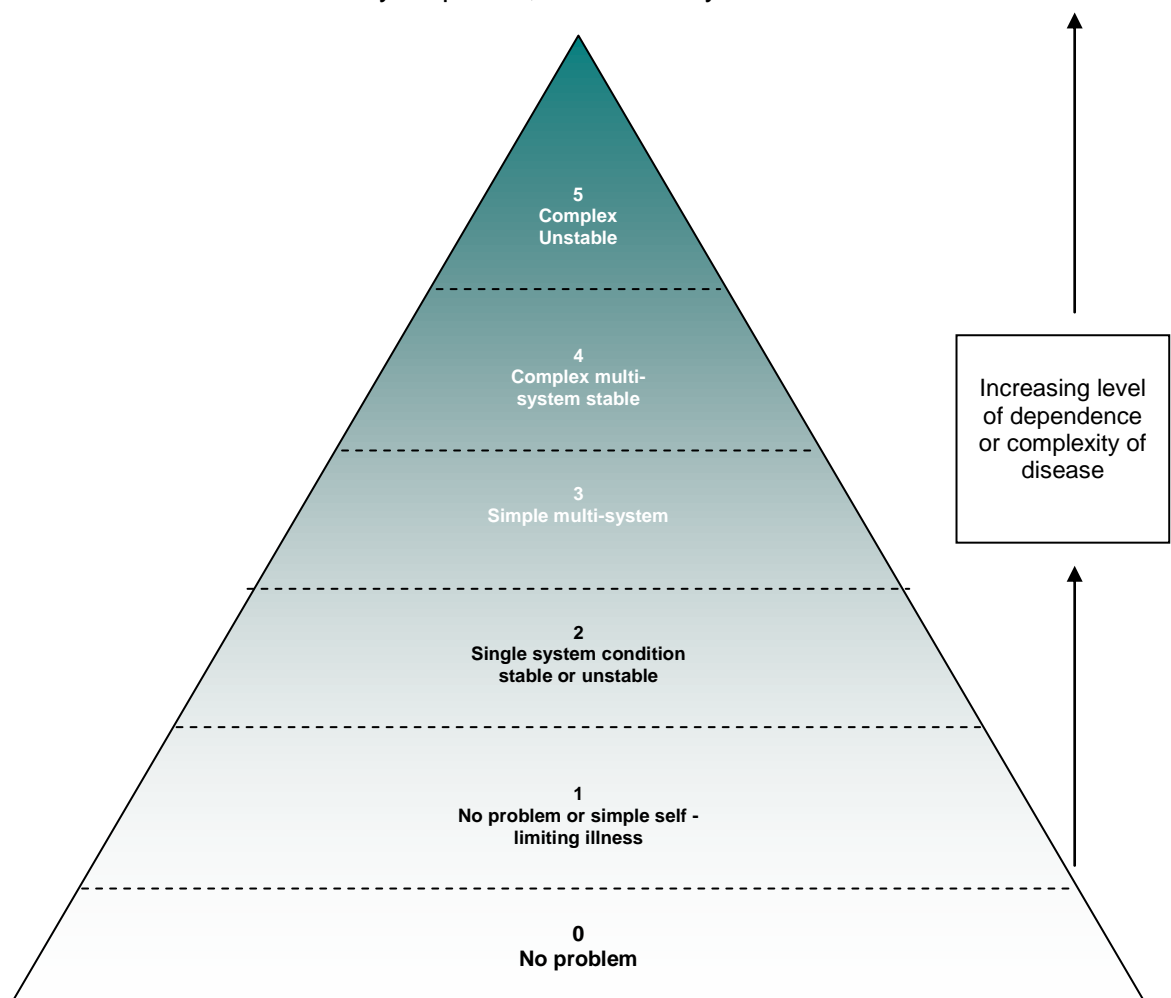 5
Complex
Unstable
4
Complex multi-
system stable
3
Simple multi-system
2
Single system condition
stable or unstable
1
No problem or simple self -
limiting illness
0
No problem
Increasing level
of dependence
or complexity of
disease